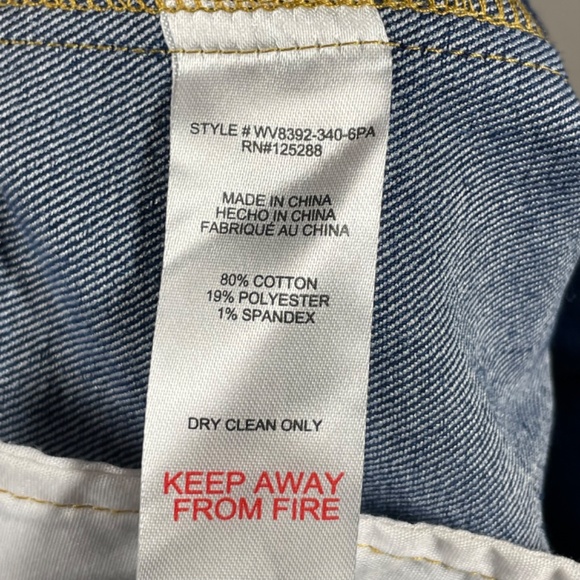 STYLE # WV8392-340-6PA
RN#125288
MADE IN CHINA
HECHO IN CHINA
FABRIQUÉ AU CHINA
80% COTTON
19% POLYESTER
1% SPANDEX
DRY CLEAN ONLY
KEEP AWAY
FROM FIRE